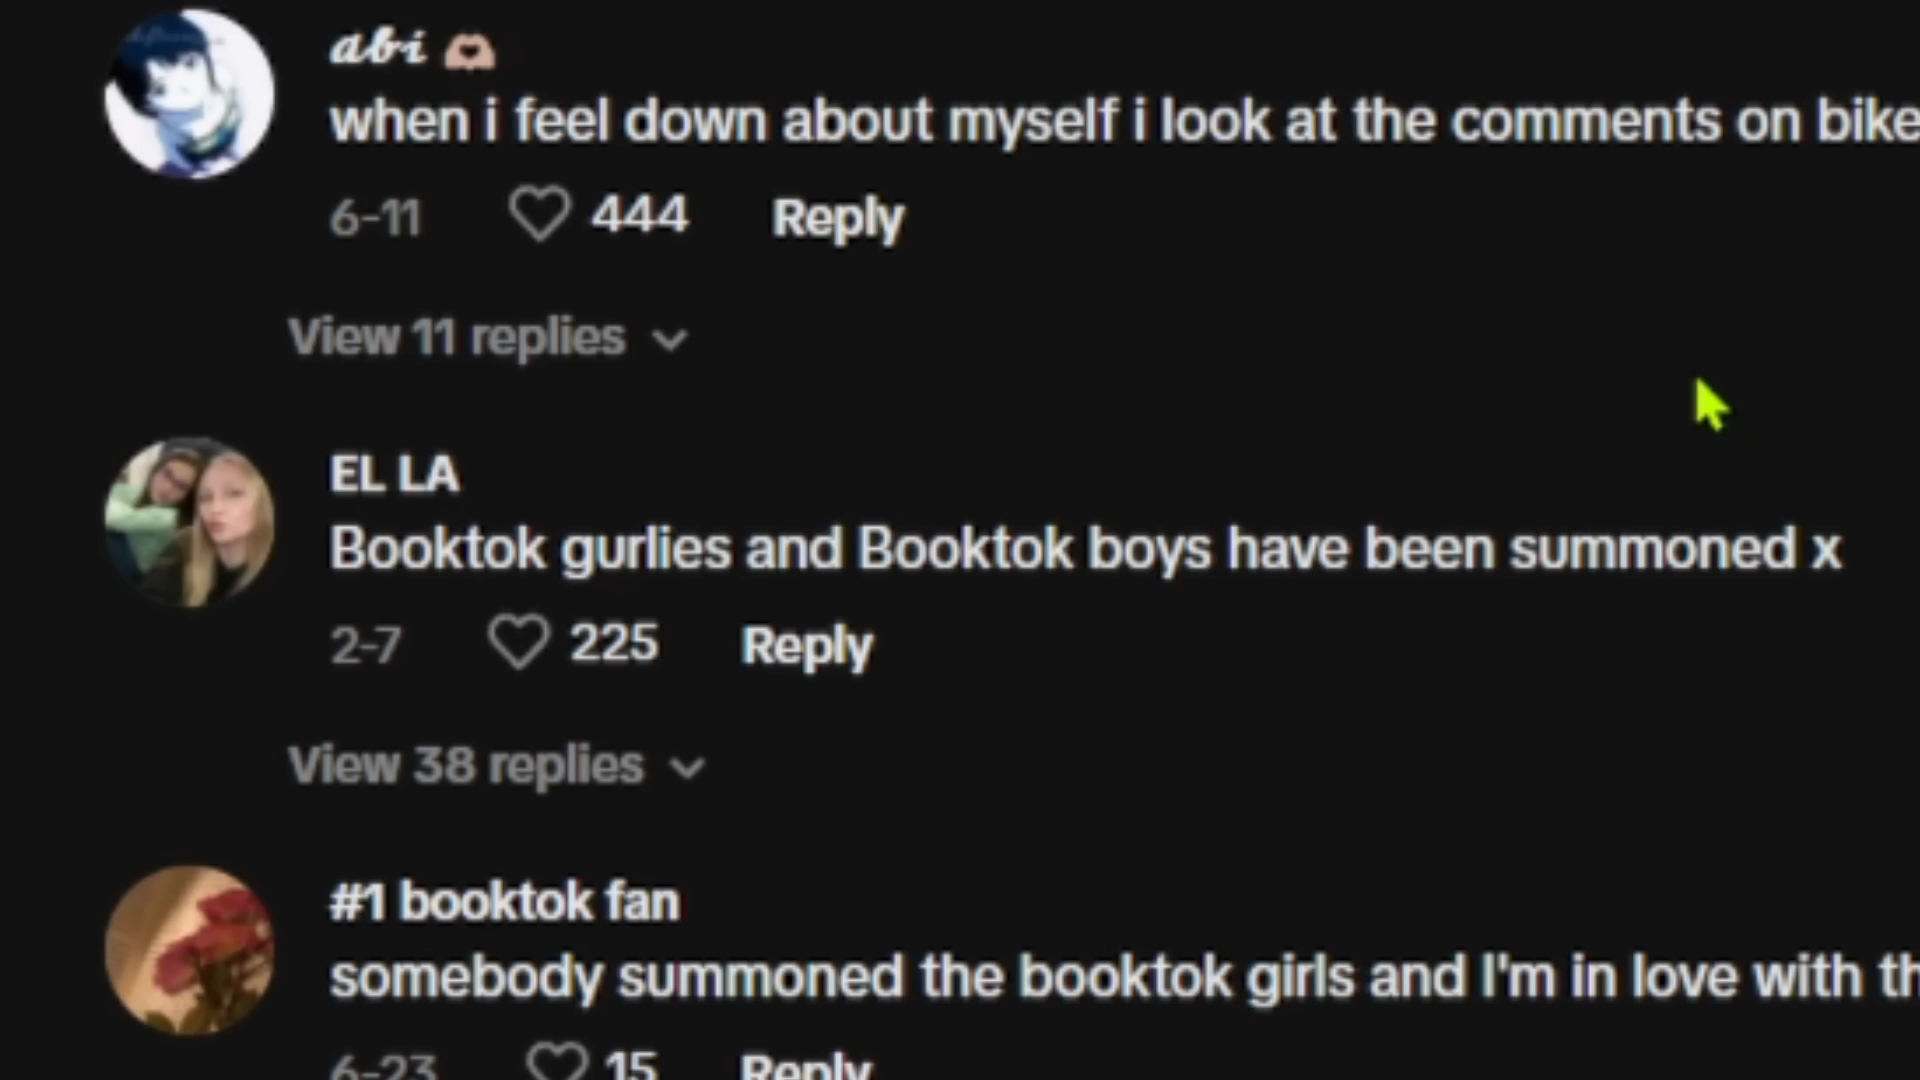 abi 🫶🏼
when i feel down about myself i look at the comments on bike
6-11 444 Reply
View 11 replies
EL LA
Booktok gurlies and Booktok boys have been summoned x
2-7 225 Reply
View 38 replies
#1 booktok fan
somebody summoned the booktok girls and I'm in love with th
6-23 15 Reply